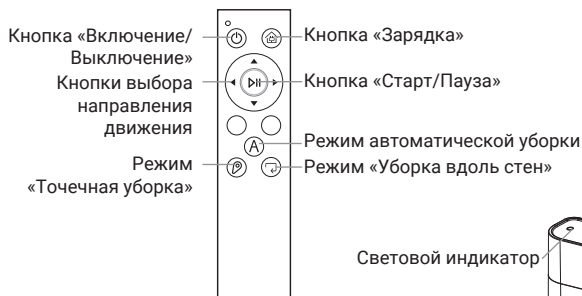 Кнопка «Включение/
Выключение»
Кнопка «Зарядка»
Кнопки выбора
направления
движения
Кнопка «Старт/Пауза»
A
Режим автоматической уборки
Режим
«Точечная уборка»
Режим «Уборка вдоль стен»
Световой индикатор